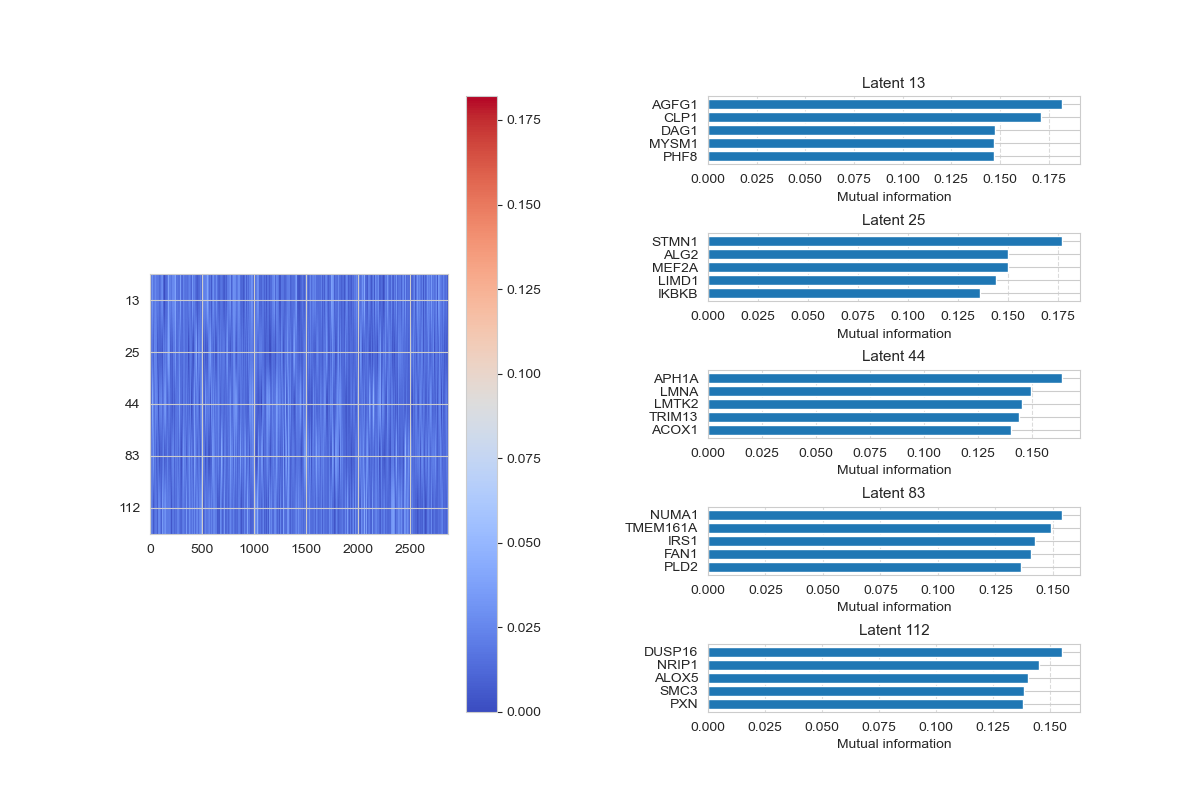 0.175
0.150
0.125
0.100
0.075
0.050
0.025
0.000
13
25
44
83
112
0 500 1000 1500 2000 2500
Latent 13
AGFG1
CLP1
DAG1
MYSM1
PHF8
0.000 0.025 0.050 0.075 0.100 0.125 0.150 0.175
Mutual information
Latent 25
STMN1
ALG2
MEF2A
LIMD1
IKBKB
0.000 0.025 0.050 0.075 0.100 0.125 0.150 0.175
Mutual information
Latent 44
APH1A
LMNA
LMTK2
TRIM13
ACOX1
0.000 0.025 0.050 0.075 0.100 0.125 0.150
Mutual information
Latent 83
NUMA1
TMEM161A
IRS1
FAN1
PLD2
0.000 0.025 0.050 0.075 0.100 0.125 0.150
Mutual information
Latent 112
DUSP16
NRIP1
ALOX5
SMC3
PXN
0.000 0.025 0.050 0.075 0.100 0.125 0.150
Mutual information